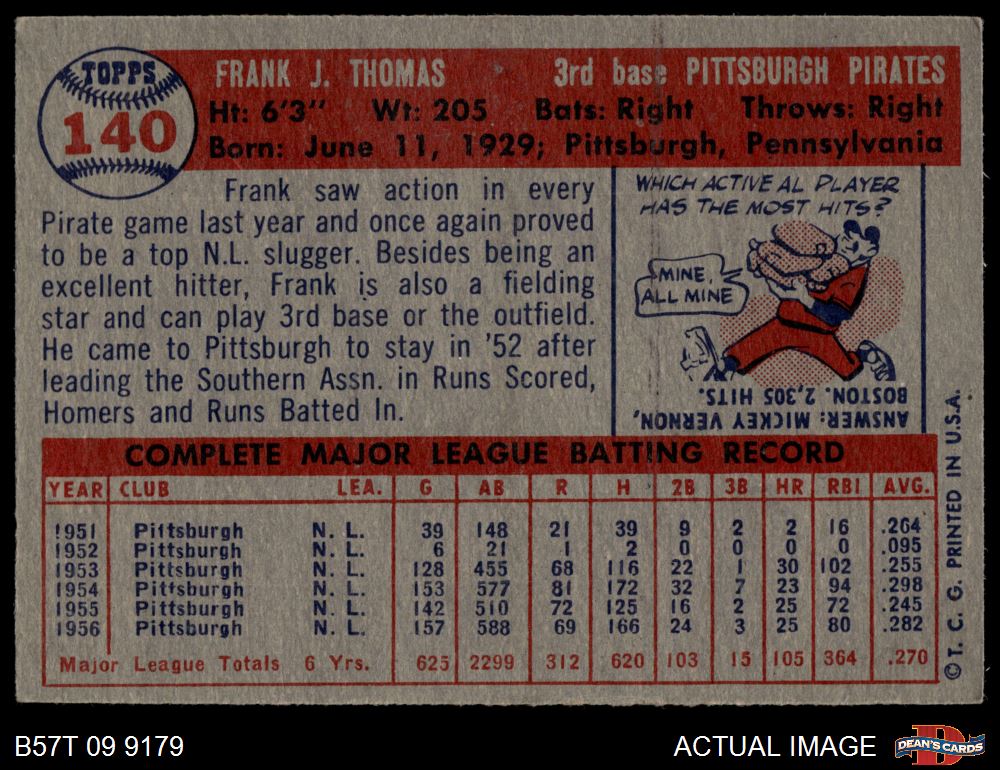 TOPPS
140
FRANK J. THOMAS 3rd base PITTSBURGH PIRATES
Ht: 6'3" Wt: 205 Bats: Right Throws: Right
Born: June 11, 1929; Pittsburgh, Pennsylvania
Frank saw action in every
Pirate game last year and once again proved
to be a top N.L. slugger. Besides being an
excellent hitter, Frank is also a fielding
star and can play 3rd base or the outfield.
He came to Pittsburgh to stay in '52 after
leading the Southern Assn. in Runs Scored,
Homers and Runs Batted In.
WHICH ACTIVE AL PLAYER
HAS THE MOST HITS?
MINE,
ALL MINE
ANSWER: MICKEY VERNON,
BOSTON. 2,305 HITS.
COMPLETE MAJOR LEAGUE BATTING RECORD
YEAR CLUB LEA. G AB R H 2B 3B HR RBI AVG.
1951 Pittsburgh N. L. 39 148 21 39 9 2 2 16 .264
1952 Pittsburgh N. L. 6 21 1 2 0 0 0 0 .095
1953 Pittsburgh N. L. 128 455 68 116 22 1 30 102 .255
1954 Pittsburgh N. L. 153 577 81 172 32 7 23 94 .298
1955 Pittsburgh N. L. 142 510 72 125 16 2 25 72 .245
1956 Pittsburgh N. L. 157 588 69 166 24 3 25 80 .282
Major League Totals 6 Yrs. 625 2299 312 620 103 15 105 364 .270
© T. C. G. PRINTED IN U.S.A.
B57T 09 9179
ACTUAL IMAGE
DEAN'S CARDS